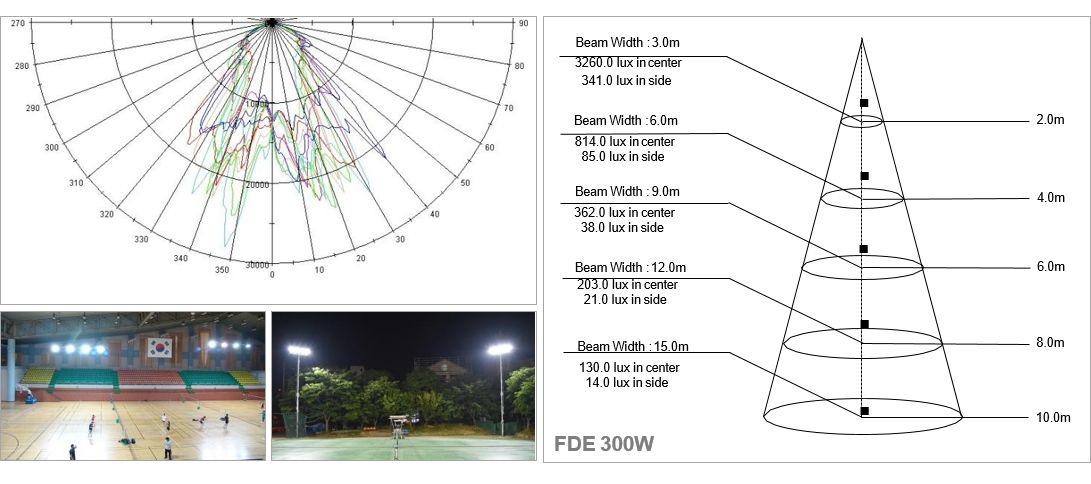 270
90
280
80
290
70
300
60
310
50
320
40
330
30
340
20
350
10
0
10000
20000
30000
Beam Width : 3.0m
3260.0 lux in center
341.0 lux in side
2.0m
Beam Width : 6.0m
814.0 lux in center
85.0 lux in side
4.0m
Beam Width : 9.0m
362.0 lux in center
38.0 lux in side
6.0m
Beam Width : 12.0m
203.0 lux in center
21.0 lux in side
8.0m
Beam Width : 15.0m
130.0 lux in center
14.0 lux in side
10.0m
FDE 300W